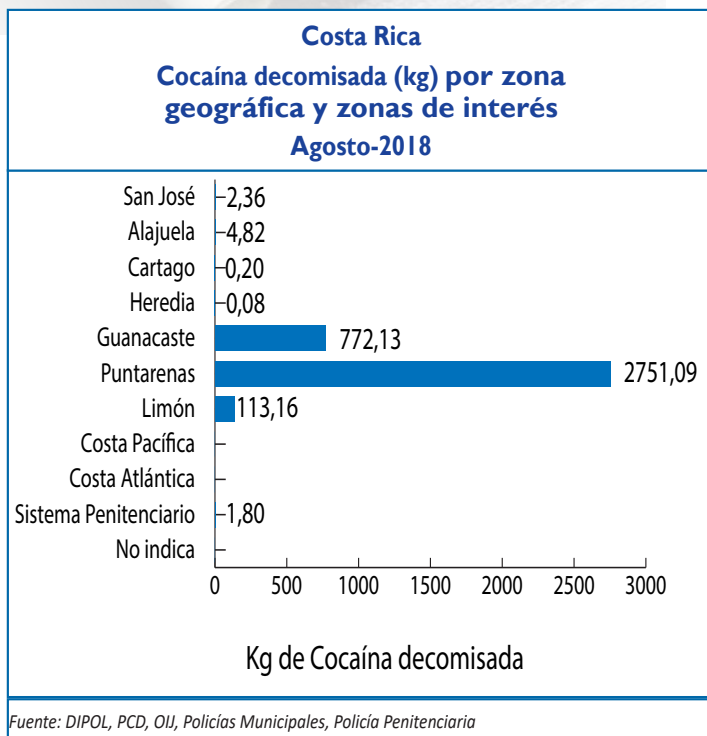 Costa Rica
Cocaína decomisada (kg) por zona
geográfica y zonas de interés
Agosto-2018
San José 2,36
Alajuela 4,82
Cartago 0,20
Heredia 0,08
Guanacaste 772,13
Puntarenas 2751,09
Limón 113,16
Costa Pacífica -
Costa Atlántica -
Sistema Penitenciario 1,80
No indica -
0 500 1000 1500 2000 2500 3000
Kg de Cocaína decomisada
Fuente: DIPOL, PCD, OIJ, Policías Municipales, Policía Penitenciaria